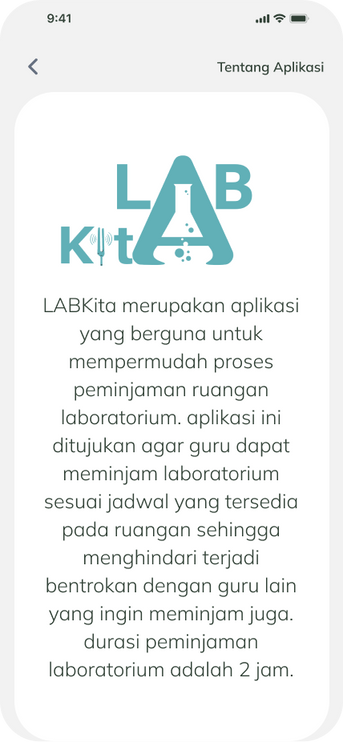 9:41
Tentang Aplikasi
LAB
Kita
LABKita merupakan aplikasi
yang berguna untuk
mempermudah proses
peminjaman ruangan
laboratorium. aplikasi ini
ditujukan agar guru dapat
meminjam laboratorium
sesuai jadwal yang tersedia
pada ruangan sehingga
menghindari terjadi
bentrokan dengan guru lain
yang ingin meminjam juga.
durasi peminjaman
laboratorium adalah 2 jam.